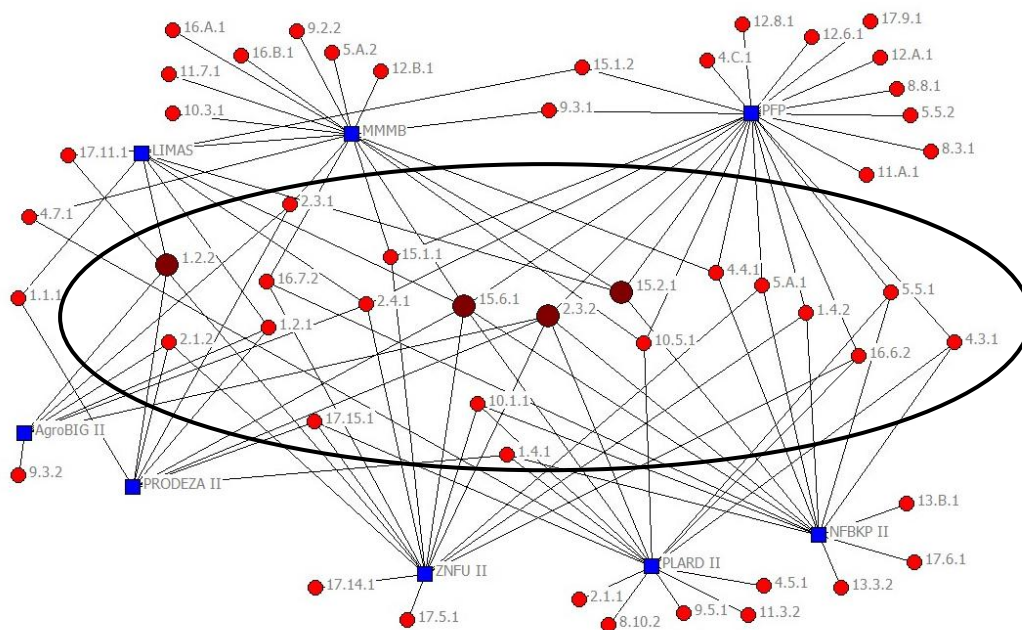 16.A.1
9.2.2
12.8.1
17.9.1
12.6.1
16.B.1
5.A.2
12.A.1
4.C.1
15.1.2
12.B.1
11.7.1
8.8.1
9.3.1
PFP
10.3.1
5.5.2
MMMB
LIMAS
17.11.1
8.3.1
11.A.1
2.3.1
4.7.1
15.1.1
1.2.2
4.4.1
16.7.2
15.2.1
5.A.1
5.5.1
1.1.1
2.4.1
15.6.1
1.4.2
2.3.2
1.2.1
2.1.2
10.5.1
4.3.1
16.6.2
10.1.1
17.15.1
AgroBIG II
1.4.1
9.3.2
PRODEZA II
13.B.1
NFBKP II
17.6.1
PLARD II
ZNFU II
17.14.1
4.5.1
13.3.2
2.1.1
9.5.1
11.3.2
17.5.1
8.10.2